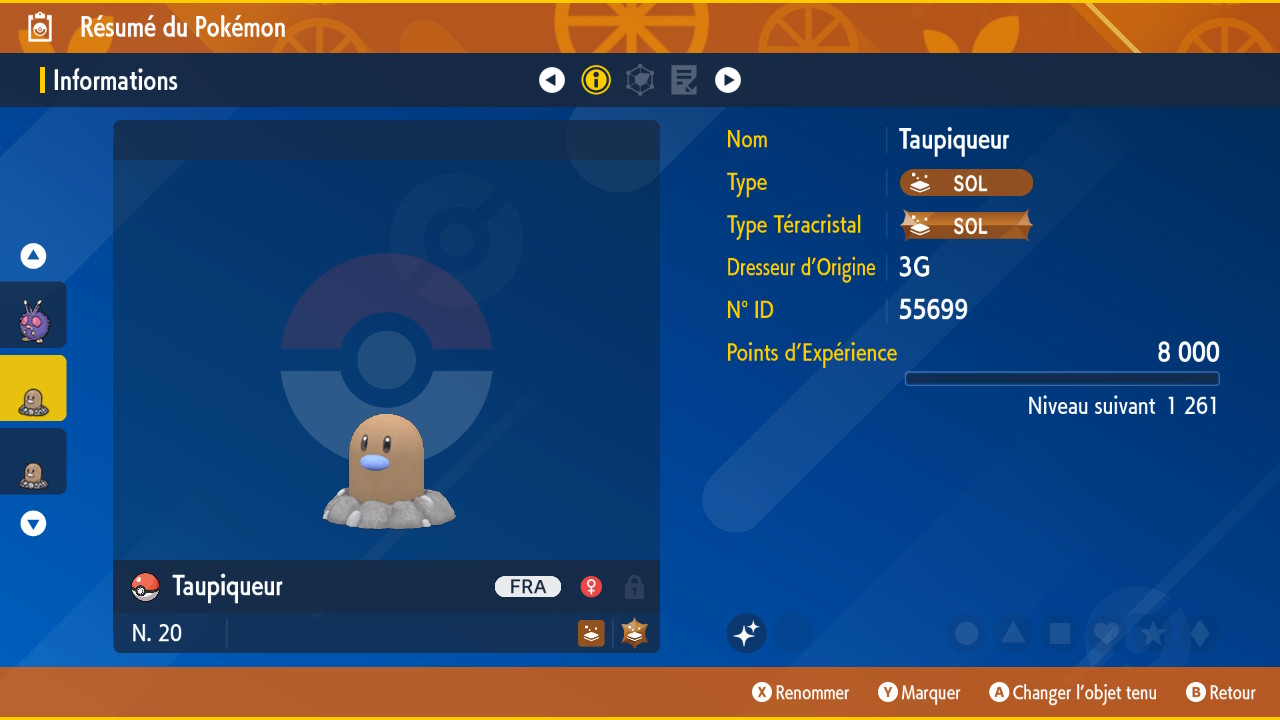 Résumé du Pokémon
Informations
Nom Taupiqueur
Type SOL
Type Téracristal SOL
Dresseur d'Origine 3G
N° ID 55699
Points d'Expérience 8 000
Niveau suivant 1 261
Taupiqueur FRA
N. 20
X Renommer Y Marquer A Changer l'objet tenu B Retour